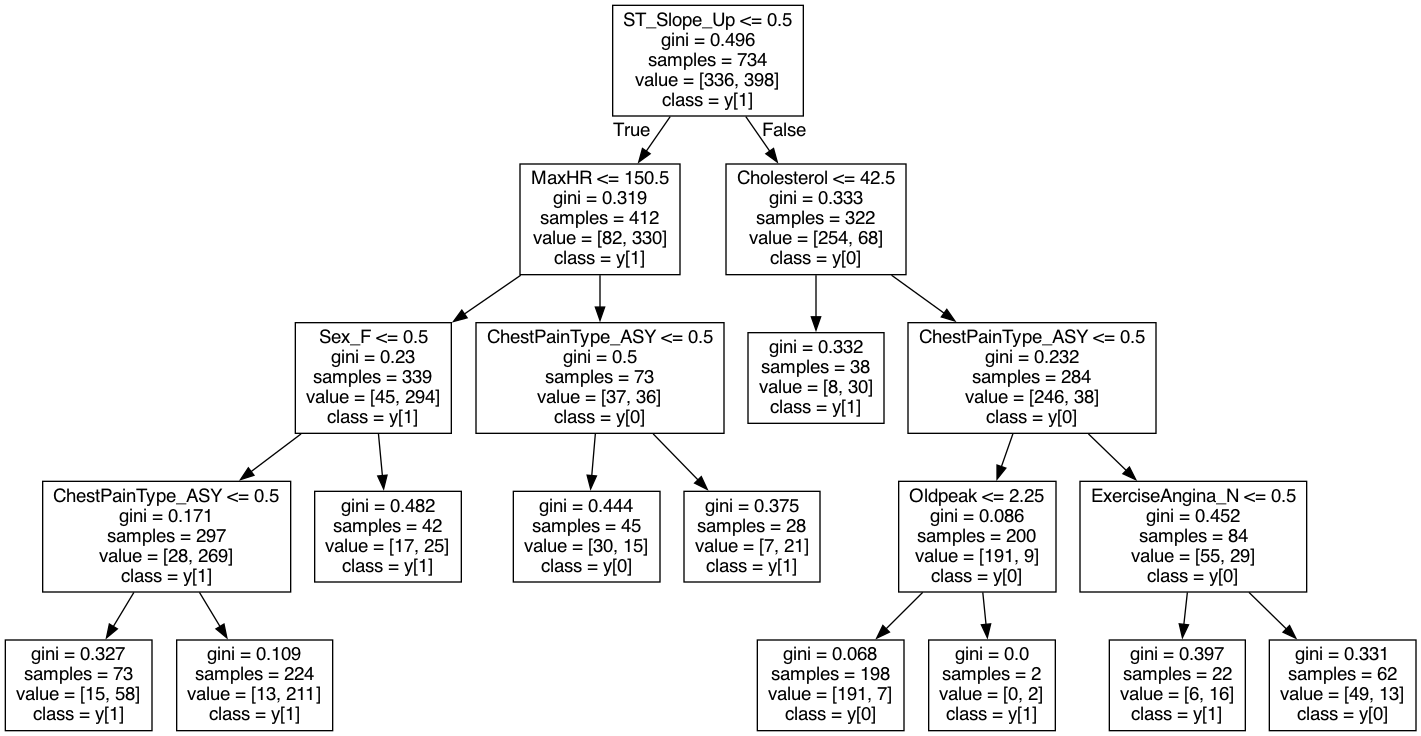 ST_Slope_Up <= 0.5
gini = 0.496
samples = 734
value = [336, 398]
class = y[1]
True
False
MaxHR <= 150.5
gini = 0.319
samples = 412
value = [82, 330]
class = y[1]
Cholesterol <= 42.5
gini = 0.333
samples = 322
value = [254, 68]
class = y[0]
Sex_F <= 0.5
gini = 0.23
samples = 339
value = [45, 294]
class = y[1]
ChestPainType_ASY <= 0.5
gini = 0.5
samples = 73
value = [37, 36]
class = y[0]
gini = 0.332
samples = 38
value = [8, 30]
class = y[1]
ChestPainType_ASY <= 0.5
gini = 0.232
samples = 284
value = [246, 38]
class = y[0]
ChestPainType_ASY <= 0.5
gini = 0.171
samples = 297
value = [28, 269]
class = y[1]
gini = 0.482
samples = 42
value = [17, 25]
class = y[1]
gini = 0.444
samples = 45
value = [30, 15]
class = y[0]
gini = 0.375
samples = 28
value = [7, 21]
class = y[1]
Oldpeak <= 2.25
gini = 0.086
samples = 200
value = [191, 9]
class = y[0]
ExerciseAngina_N <= 0.5
gini = 0.452
samples = 84
value = [55, 29]
class = y[0]
gini = 0.327
samples = 73
value = [15, 58]
class = y[1]
gini = 0.109
samples = 224
value = [13, 211]
class = y[1]
gini = 0.068
samples = 198
value = [191, 7]
class = y[0]
gini = 0.0
samples = 2
value = [0, 2]
class = y[1]
gini = 0.397
samples = 22
value = [6, 16]
class = y[1]
gini = 0.331
samples = 62
value = [49, 13]
class = y[0]